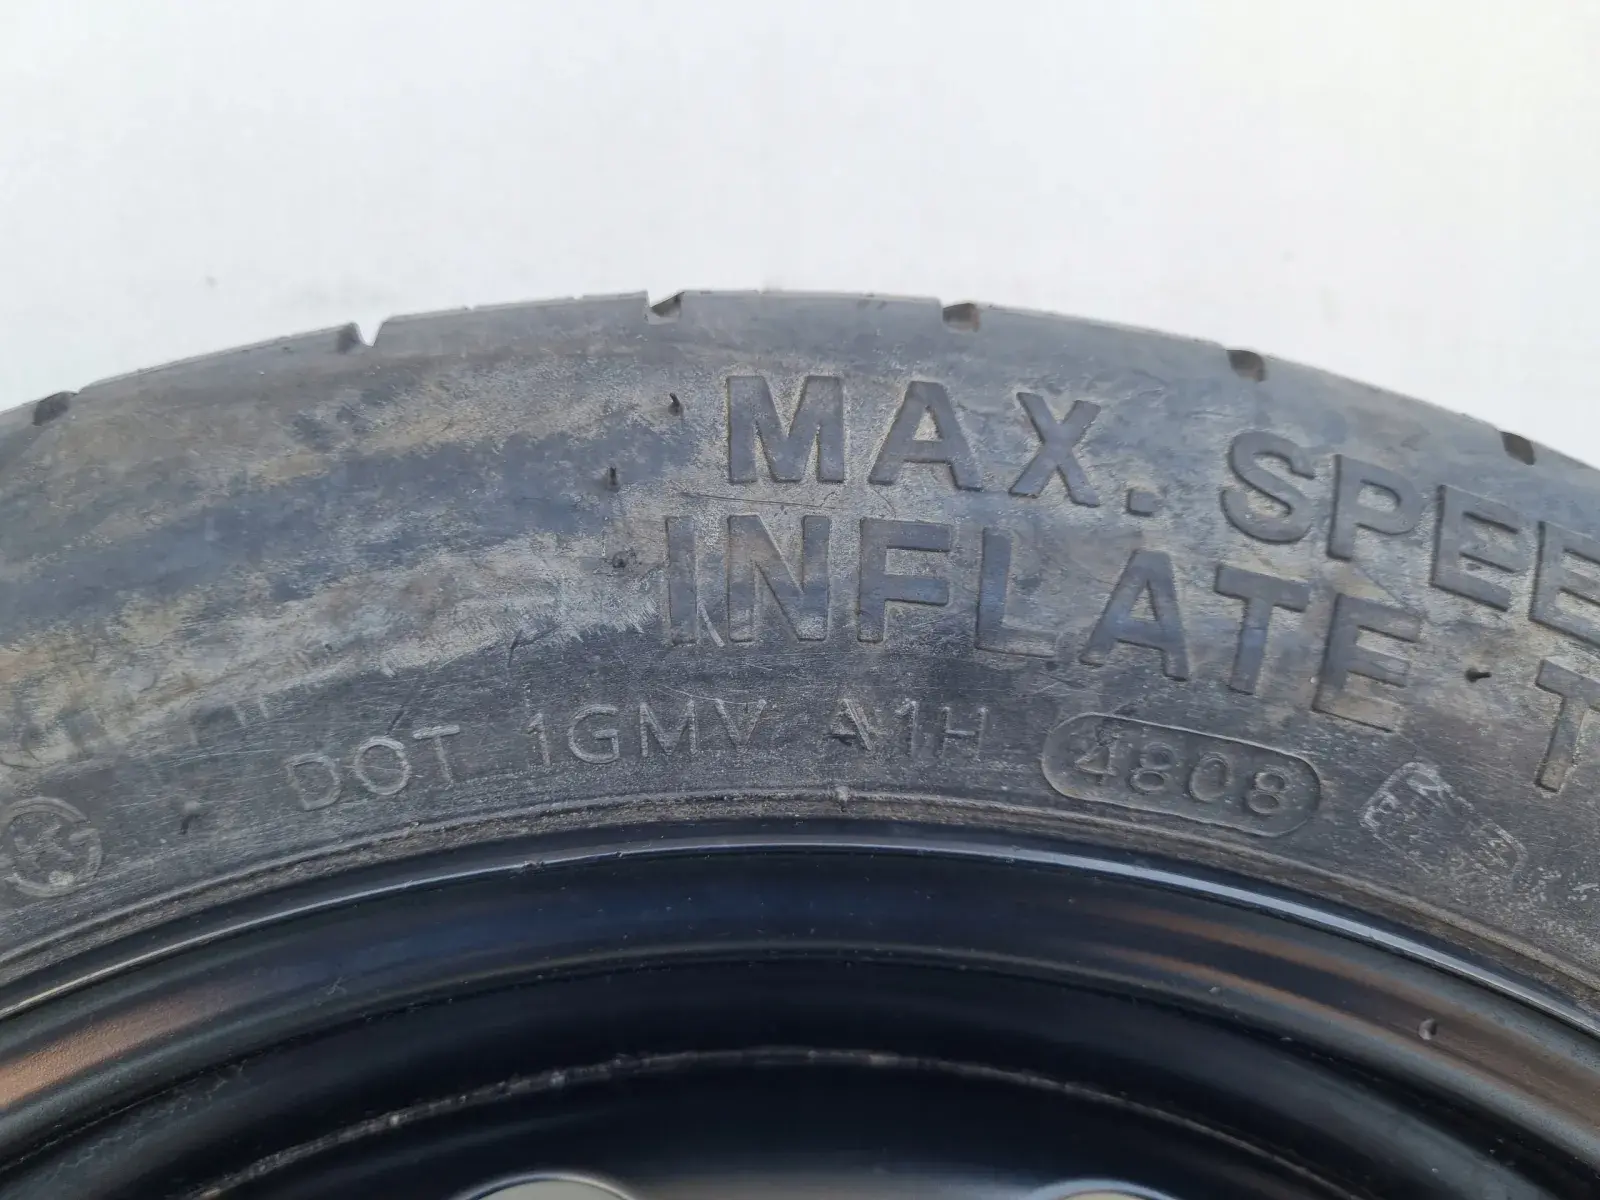 MAX. SPEE
INFLATE T
DOT 1GMV A1H 4808
K